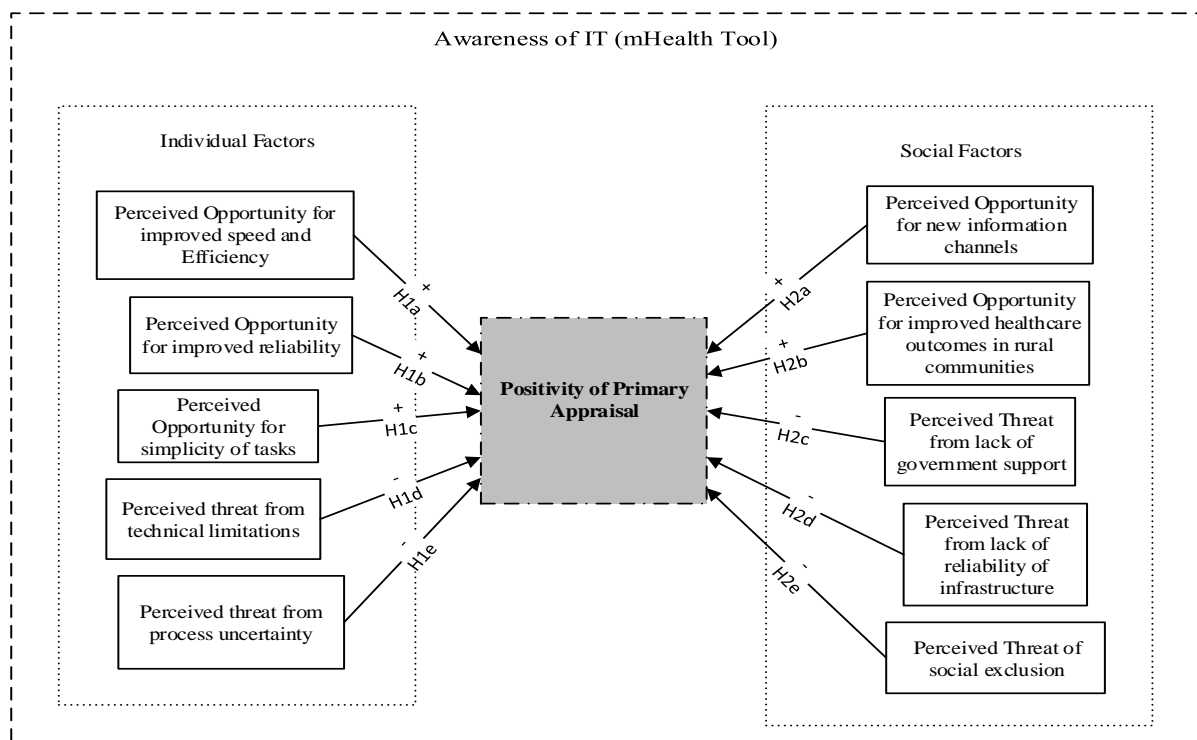 Awareness of IT (mHealth Tool)
Individual Factors
Perceived Opportunity for
improved speed and
Efficiency
+
H1a
Perceived Opportunity
for improved reliability
+
H1b
Perceived
Opportunity for
simplicity of tasks
+
H1c
Perceived threat from
technical limitations
-
H1d
Perceived threat from
process uncertainty
-
H1e
Positivity of Primary
Appraisal
Social Factors
Perceived Opportunity
for new information
channels
+
H2a
Perceived Opportunity
for improved healthcare
outcomes in rural
communities
+
H2b
Perceived Threat
from lack of
government support
-
H2c
Perceived Threat
from lack of
reliability of
infrastructure
-
H2d
Perceived Threat of
social exclusion
-
H2e